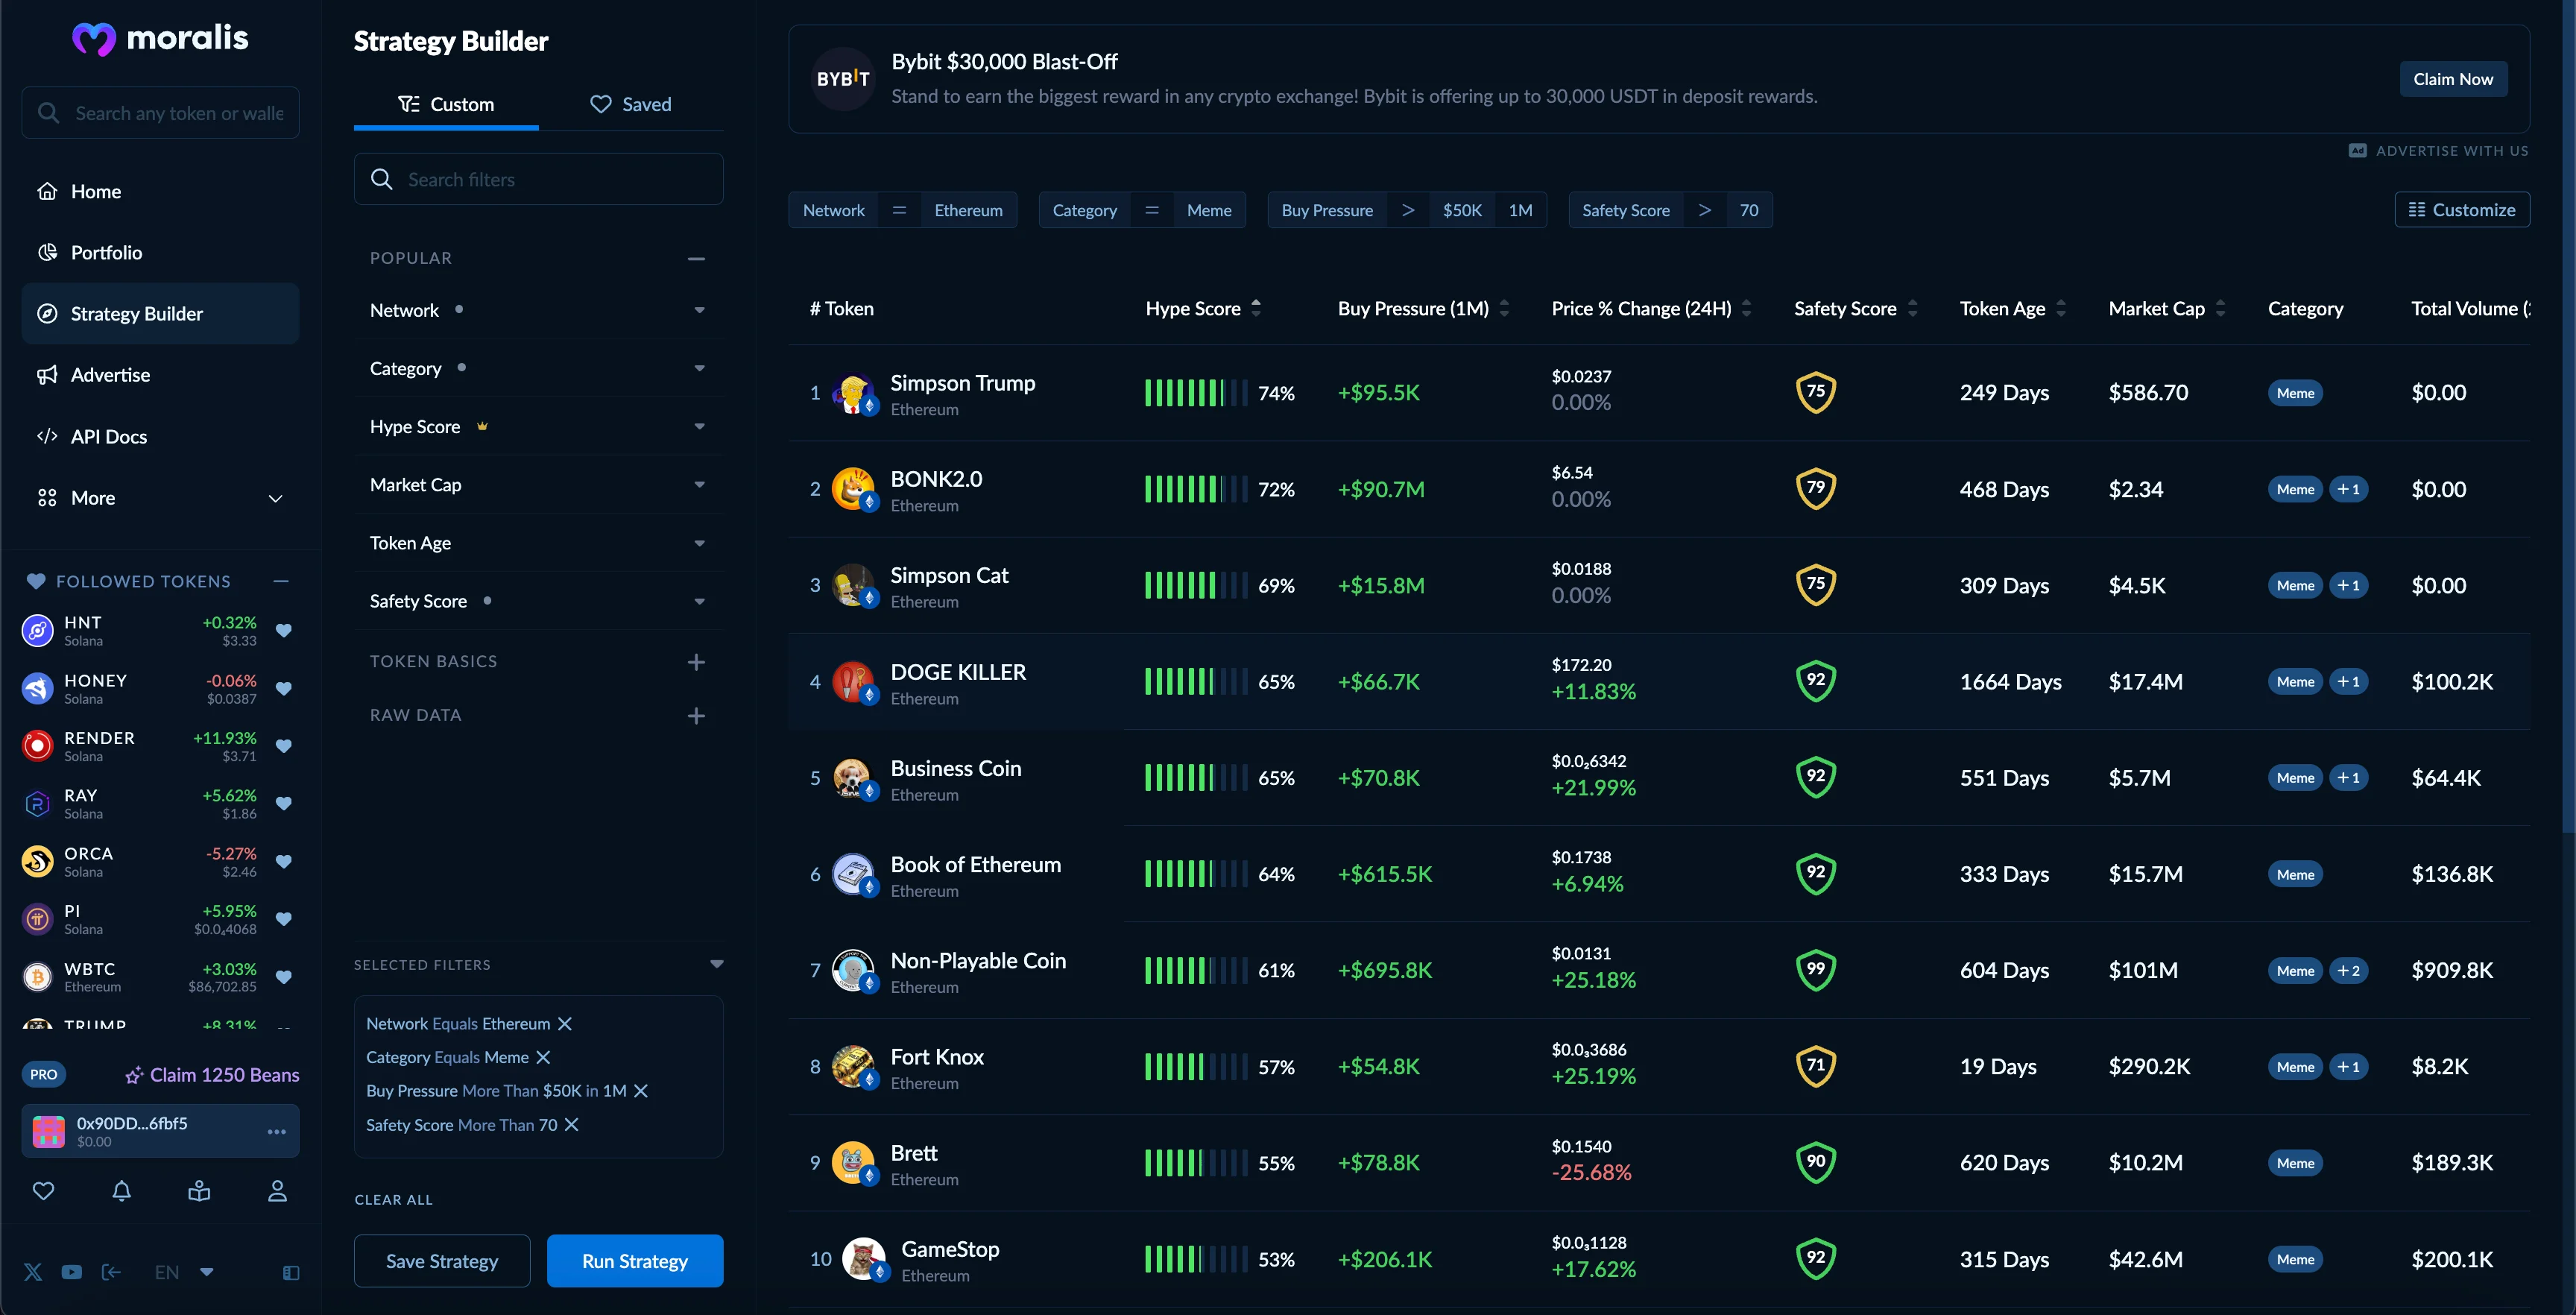 moralis
Search any token or walle
Home
Portfolio
Strategy Builder
Advertise
API Docs
More
FOLLOWED TOKENS
HNT +0.32%
Solana $3.33
HONEY -0.06%
Solana $0.0387
RENDER +11.93%
Solana $3.71
RAY +5.62%
Solana $1.86
ORCA -5.27%
Solana $2.46
PI +5.95%
Solana $0.0₄4068
WBTC +3.03%
Ethereum $86,702.85
TRUMP +8.31%
PRO Claim 1250 Beans
0x90DD...6fbf5
$0.00
EN
Strategy Builder
Custom Saved
Search filters
POPULAR
Network
Category
Hype Score
Market Cap
Token Age
Safety Score
TOKEN BASICS
RAW DATA
SELECTED FILTERS
Network Equals Ethereum
Category Equals Meme
Buy Pressure More Than $50K in 1M
Safety Score More Than 70
CLEAR ALL
Save Strategy Run Strategy
BYBIT
Bybit $30,000 Blast-Off
Stand to earn the biggest reward in any crypto exchange! Bybit is offering up to 30,000 USDT in deposit rewards.
Claim Now
Ad ADVERTISE WITH US
Network = Ethereum Category = Meme Buy Pressure > $50K 1M Safety Score > 70
Customize
# Token Hype Score Buy Pressure (1M) Price % Change (24H) Safety Score Token Age Market Cap Category Total Volume (2
1 Simpson Trump Ethereum 74% +$95.5K $0.0237 0.00% 75 249 Days $586.70 Meme $0.00
2 BONK2.0 Ethereum 72% +$90.7M $6.54 0.00% 79 468 Days $2.34 Meme +1 $0.00
3 Simpson Cat Ethereum 69% +$15.8M $0.0188 0.00% 75 309 Days $4.5K Meme +1 $0.00
4 DOGE KILLER Ethereum 65% +$66.7K $172.20 +11.83% 92 1664 Days $17.4M Meme +1 $100.2K
5 Business Coin Ethereum 65% +$70.8K $0.0₂6342 +21.99% 92 551 Days $5.7M Meme +1 $64.4K
6 Book of Ethereum Ethereum 64% +$615.5K $0.1738 +6.94% 92 333 Days $15.7M Meme $136.8K
7 Non-Playable Coin Ethereum 61% +$695.8K $0.0131 +25.18% 99 604 Days $101M Meme +2 $909.8K
8 Fort Knox Ethereum 57% +$54.8K $0.0₃3686 +25.19% 71 19 Days $290.2K Meme +1 $8.2K
9 Brett Ethereum 55% +$78.8K $0.1540 -25.68% 90 620 Days $10.2M Meme $189.3K
10 GameStop Ethereum 53% +$206.1K $0.0₃1128 +17.62% 92 315 Days $42.6M Meme $200.1K